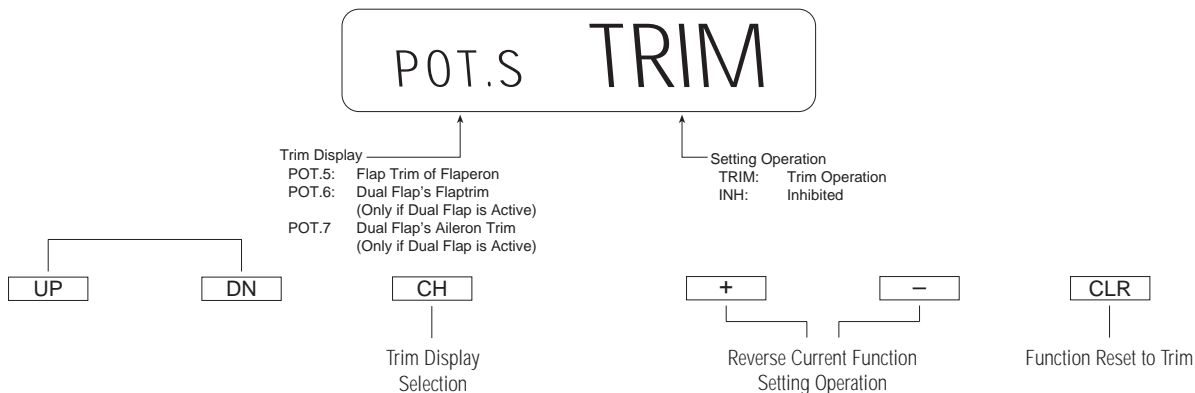 POT.S TRIM
Trim Display
POT.5: Flap Trim of Flaperon
POT.6: Dual Flap's Flaptrim
(Only if Dual Flap is Active)
POT.7 Dual Flap's Aileron Trim
(Only if Dual Flap is Active)
Setting Operation
TRIM: Trim Operation
INH: Inhibited
UP DN CH + – CLR
Trim Display
Selection
Reverse Current Function
Setting Operation
Function Reset to Trim